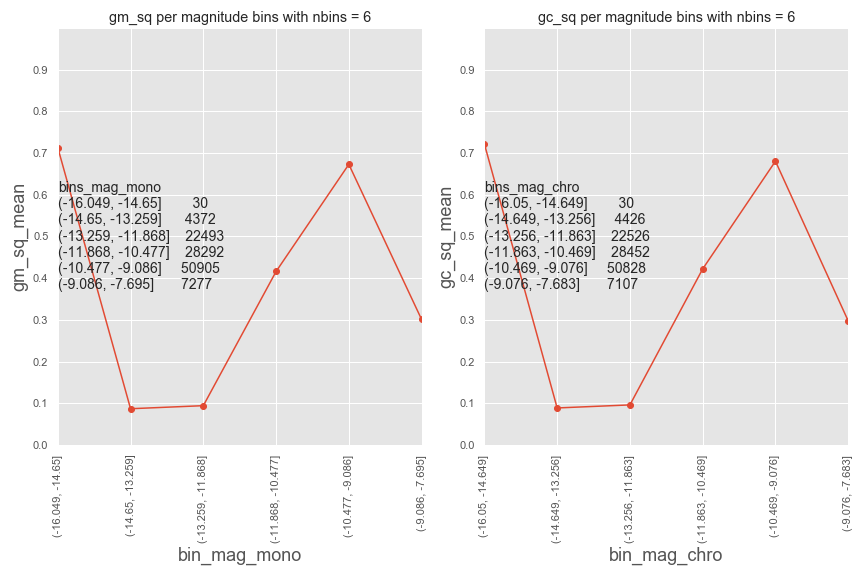 gm_sq per magnitude bins with nbins = 6
0.9
0.8
0.7
0.6
0.5
0.4
0.3
0.2
0.1
0.0
gm_sq_mean
bins_mag_mono
(-16.049, -14.65] 30
(-14.65, -13.259] 4372
(-13.259, -11.868] 22493
(-11.868, -10.477] 28292
(-10.477, -9.086] 50905
(-9.086, -7.695] 7277
(-16.049, -14.65]
(-14.65, -13.259]
(-13.259, -11.868]
(-11.868, -10.477]
(-10.477, -9.086]
(-9.086, -7.695]
bin_mag_mono
gc_sq per magnitude bins with nbins = 6
0.9
0.8
0.7
0.6
0.5
0.4
0.3
0.2
0.1
0.0
gc_sq_mean
bins_mag_chro
(-16.05, -14.649] 30
(-14.649, -13.256] 4426
(-13.256, -11.863] 22526
(-11.863, -10.469] 28452
(-10.469, -9.076] 50828
(-9.076, -7.683] 7107
(-16.05, -14.649]
(-14.649, -13.256]
(-13.256, -11.863]
(-11.863, -10.469]
(-10.469, -9.076]
(-9.076, -7.683]
bin_mag_chro